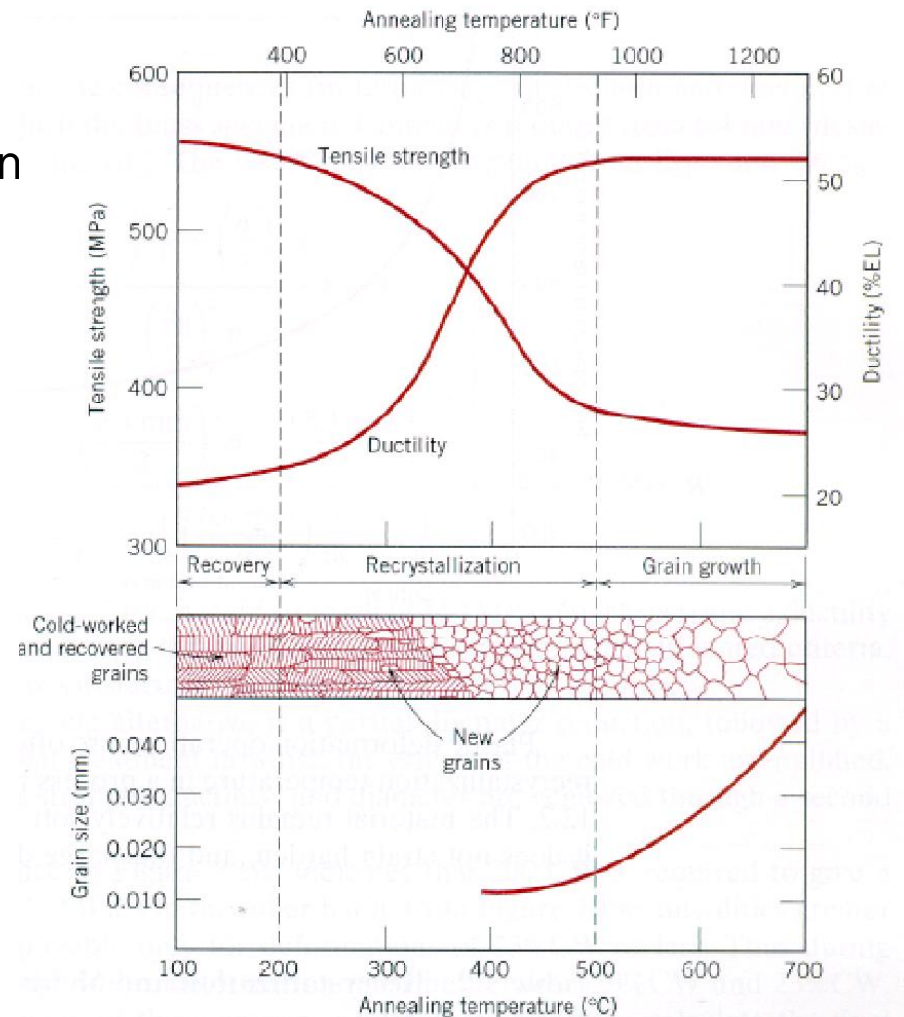 Annealing temperature (°F)
400 600 800 1000 1200
600 60
n
Tensile strength
50
500
Tensile strength (MPa)
Ductility (%EL)
40
400
30
Ductility
20
300
Recovery Recrystallization Grain growth
Cold-worked
and recovered
grains
New
grains
0.040
0.030
0.020
0.010
Grain size (mm)
100 200 300 400 500 600 700
Annealing temperature (°C)